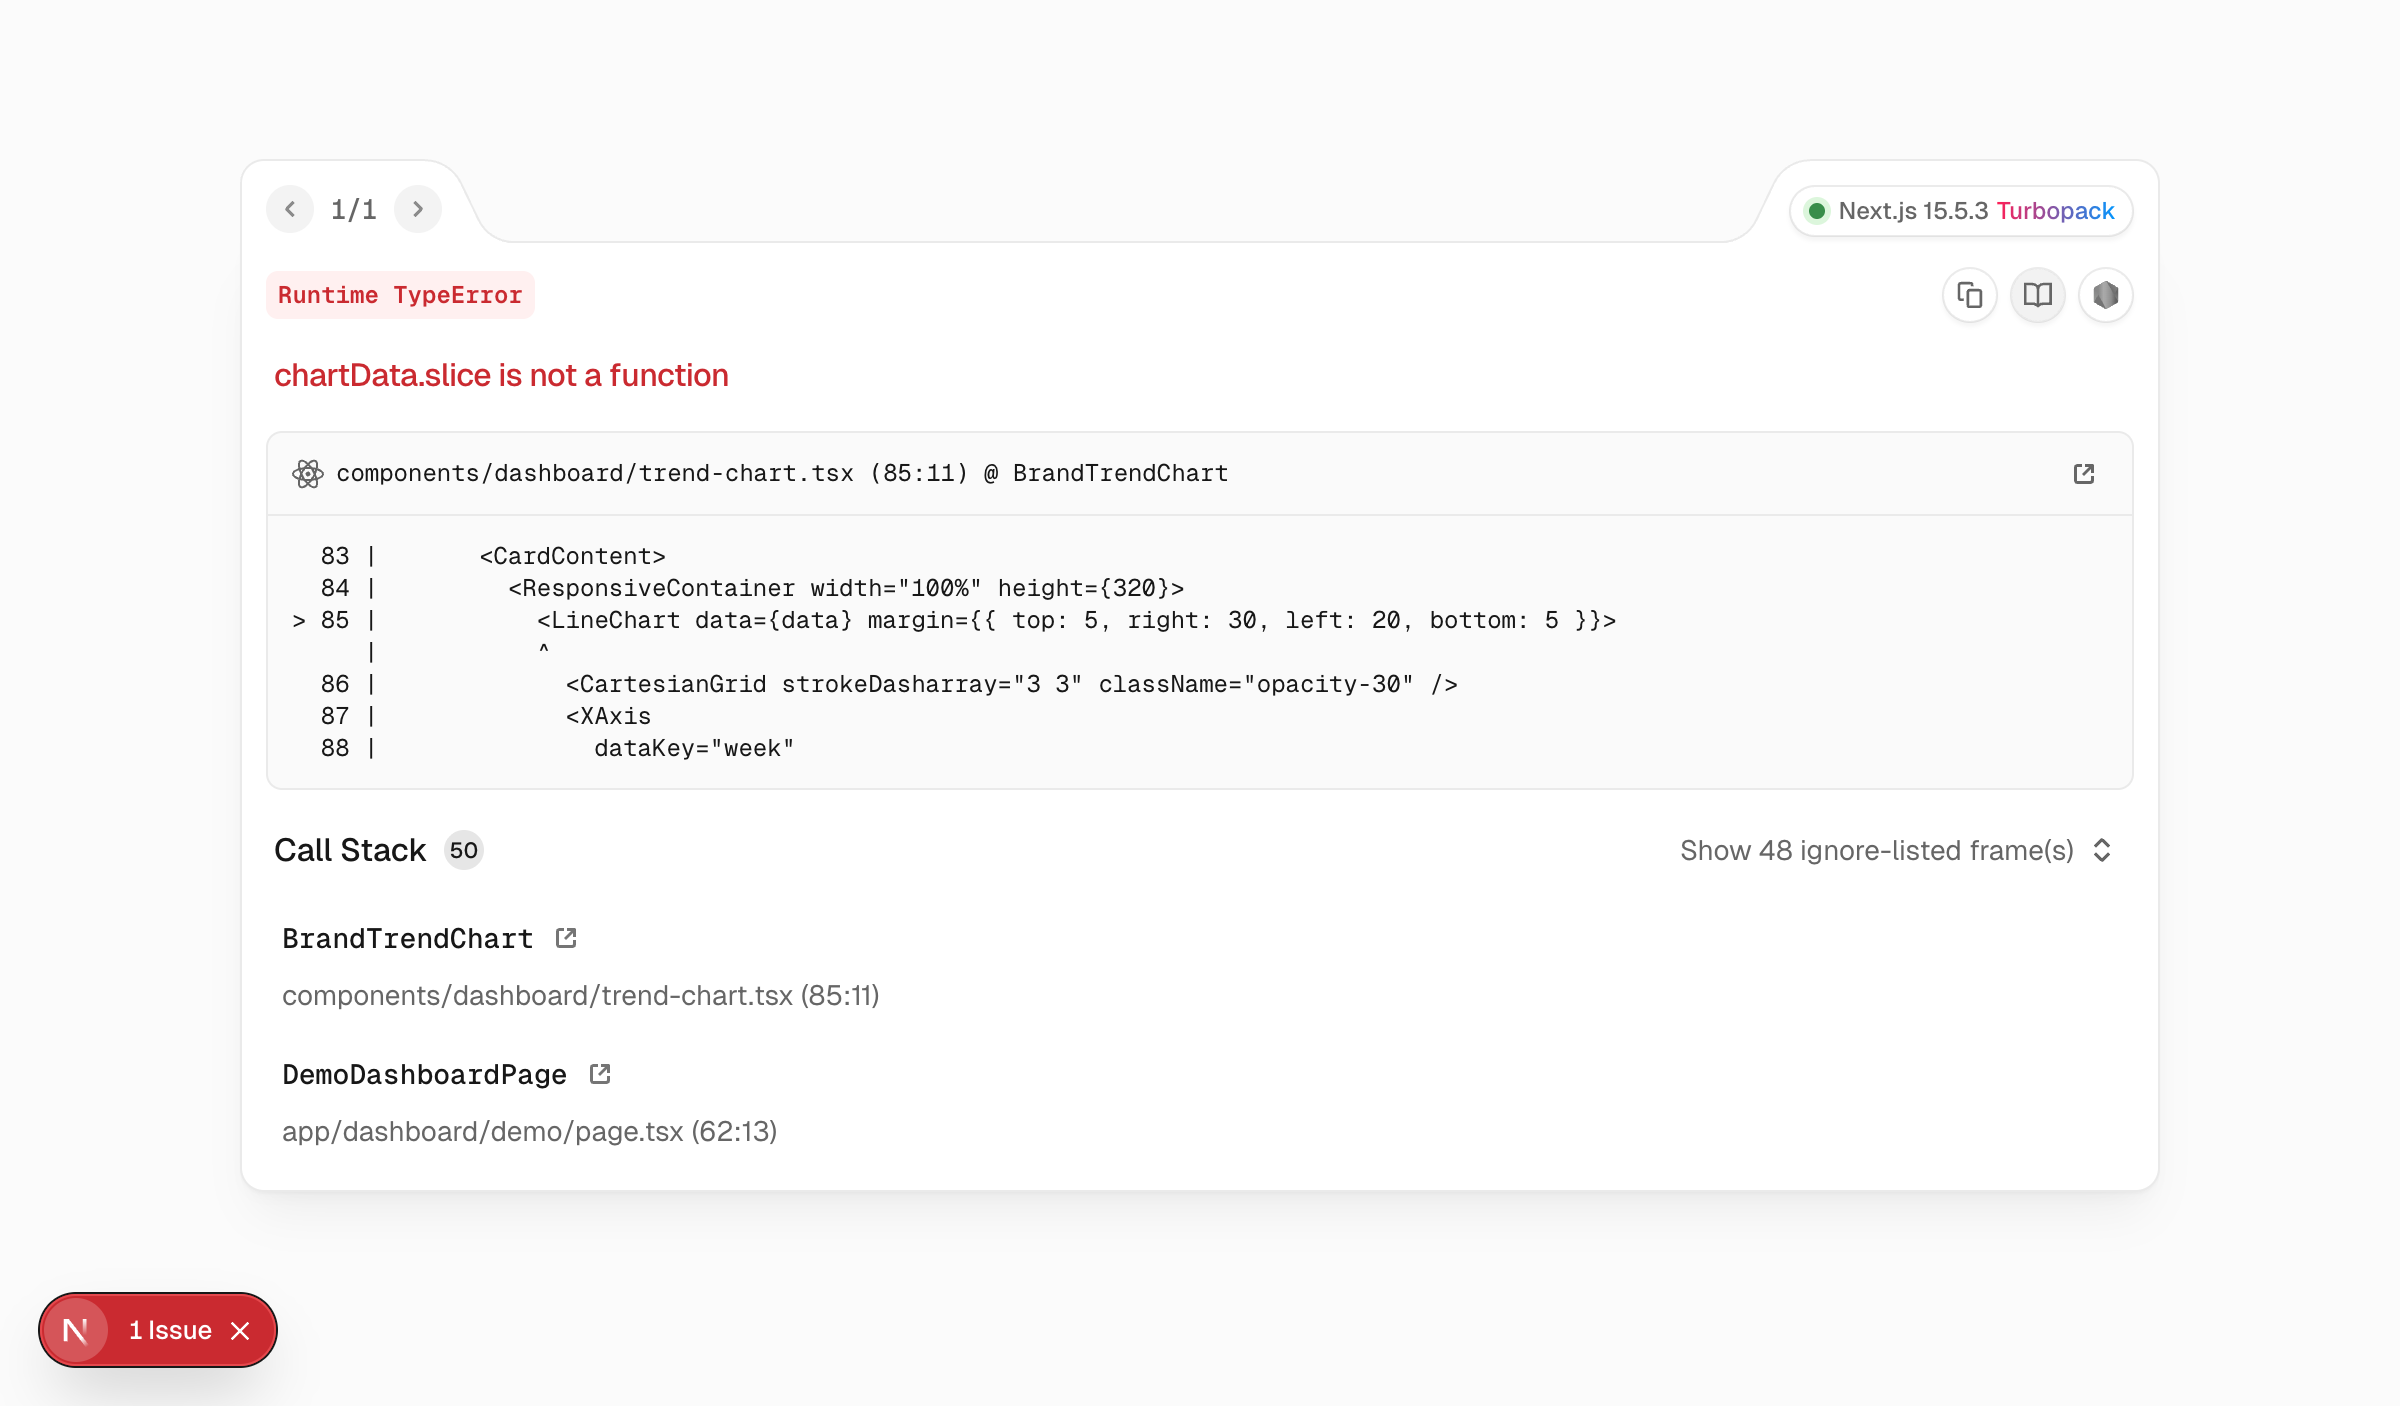 1/1
Next.js 15.5.3 Turbopack
Runtime TypeError
chartData.slice is not a function
components/dashboard/trend-chart.tsx (85:11) @ BrandTrendChart
83 |       <CardContent>
84 |         <ResponsiveContainer width="100%" height={320}>
> 85 |           <LineChart data={data} margin={{ top: 5, right: 30, left: 20, bottom: 5 }}>
|           ^
86 |             <CartesianGrid strokeDasharray="3 3" className="opacity-30" />
87 |             <XAxis
88 |               dataKey="week"
Call Stack 50
Show 48 ignore-listed frame(s)
BrandTrendChart
components/dashboard/trend-chart.tsx (85:11)
DemoDashboardPage
app/dashboard/demo/page.tsx (62:13)
N 1 Issue